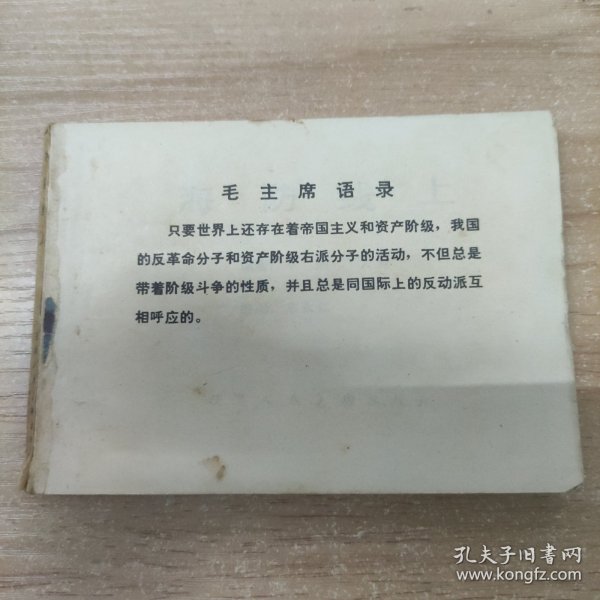 毛主席语录
只要世界上还存在着帝国主义和资产阶级，我国
的反革命分子和资产阶级右派分子的活动，不但总是
带着阶级斗争的性质，并且总是同国际上的反动派互
相呼应的。
孔夫子旧书网
www.kongfz.com